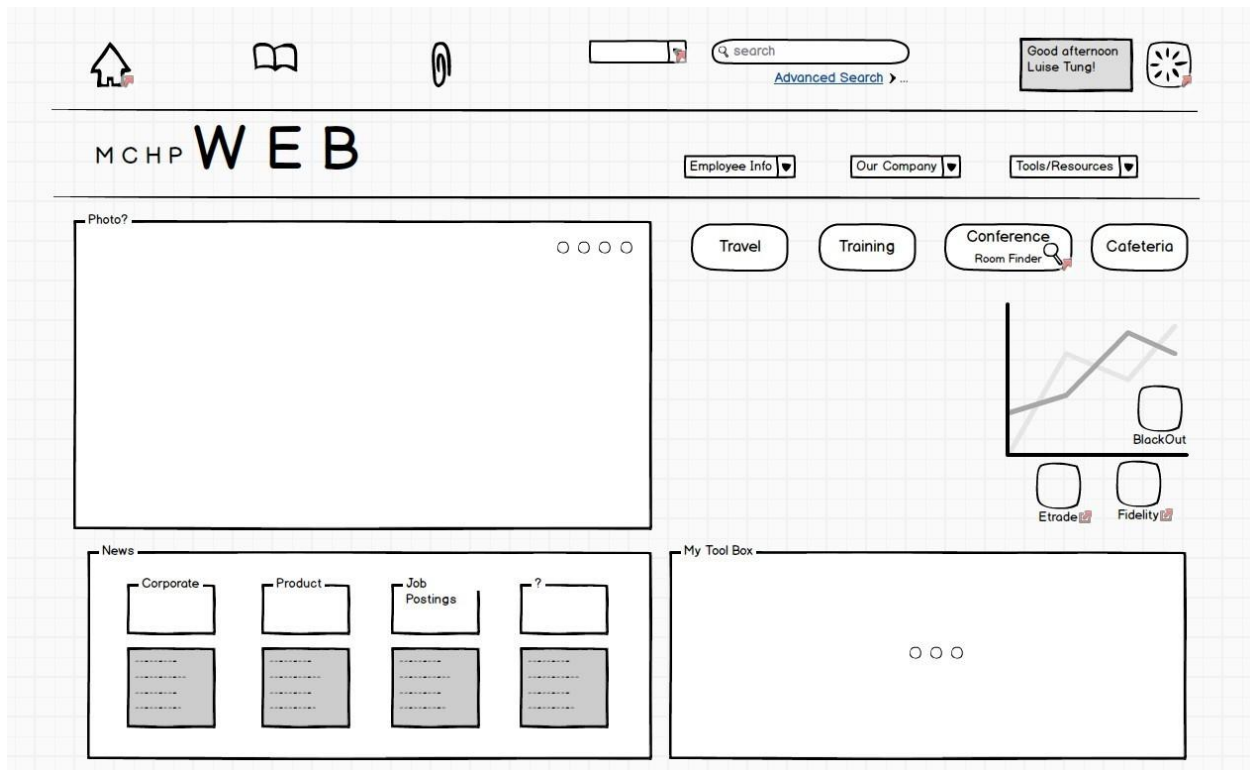 search
Good afternoon
Luise Tung!
Advanced Search > ...
MCHP WEB
Employee Info
Our Company
Tools/Resources
Photo?
Travel
Training
Conference
Room Finder
Cafeteria
BlackOut
Etrade
Fidelity
News
Corporate
Product
Job
Postings
?
My Tool Box